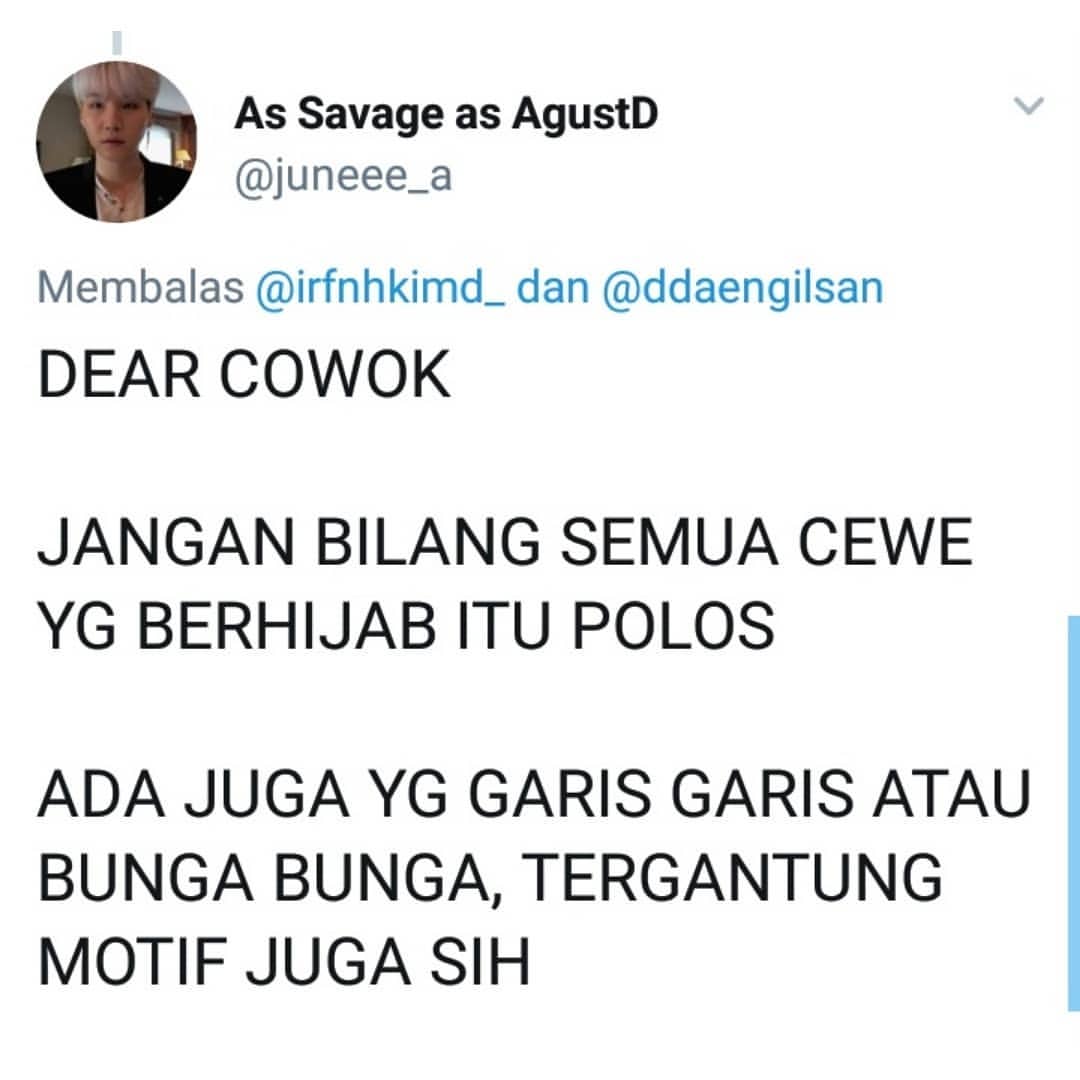 As Savage as AgustD
@juneee_a
Membalas @irfnhkimd_ dan @ddaengilsan
DEAR COWOK
JANGAN BILANG SEMUA CEWE
YG BERHIJAB ITU POLOS
ADA JUGA YG GARIS GARIS ATAU
BUNGA BUNGA, TERGANTUNG
MOTIF JUGA SIH